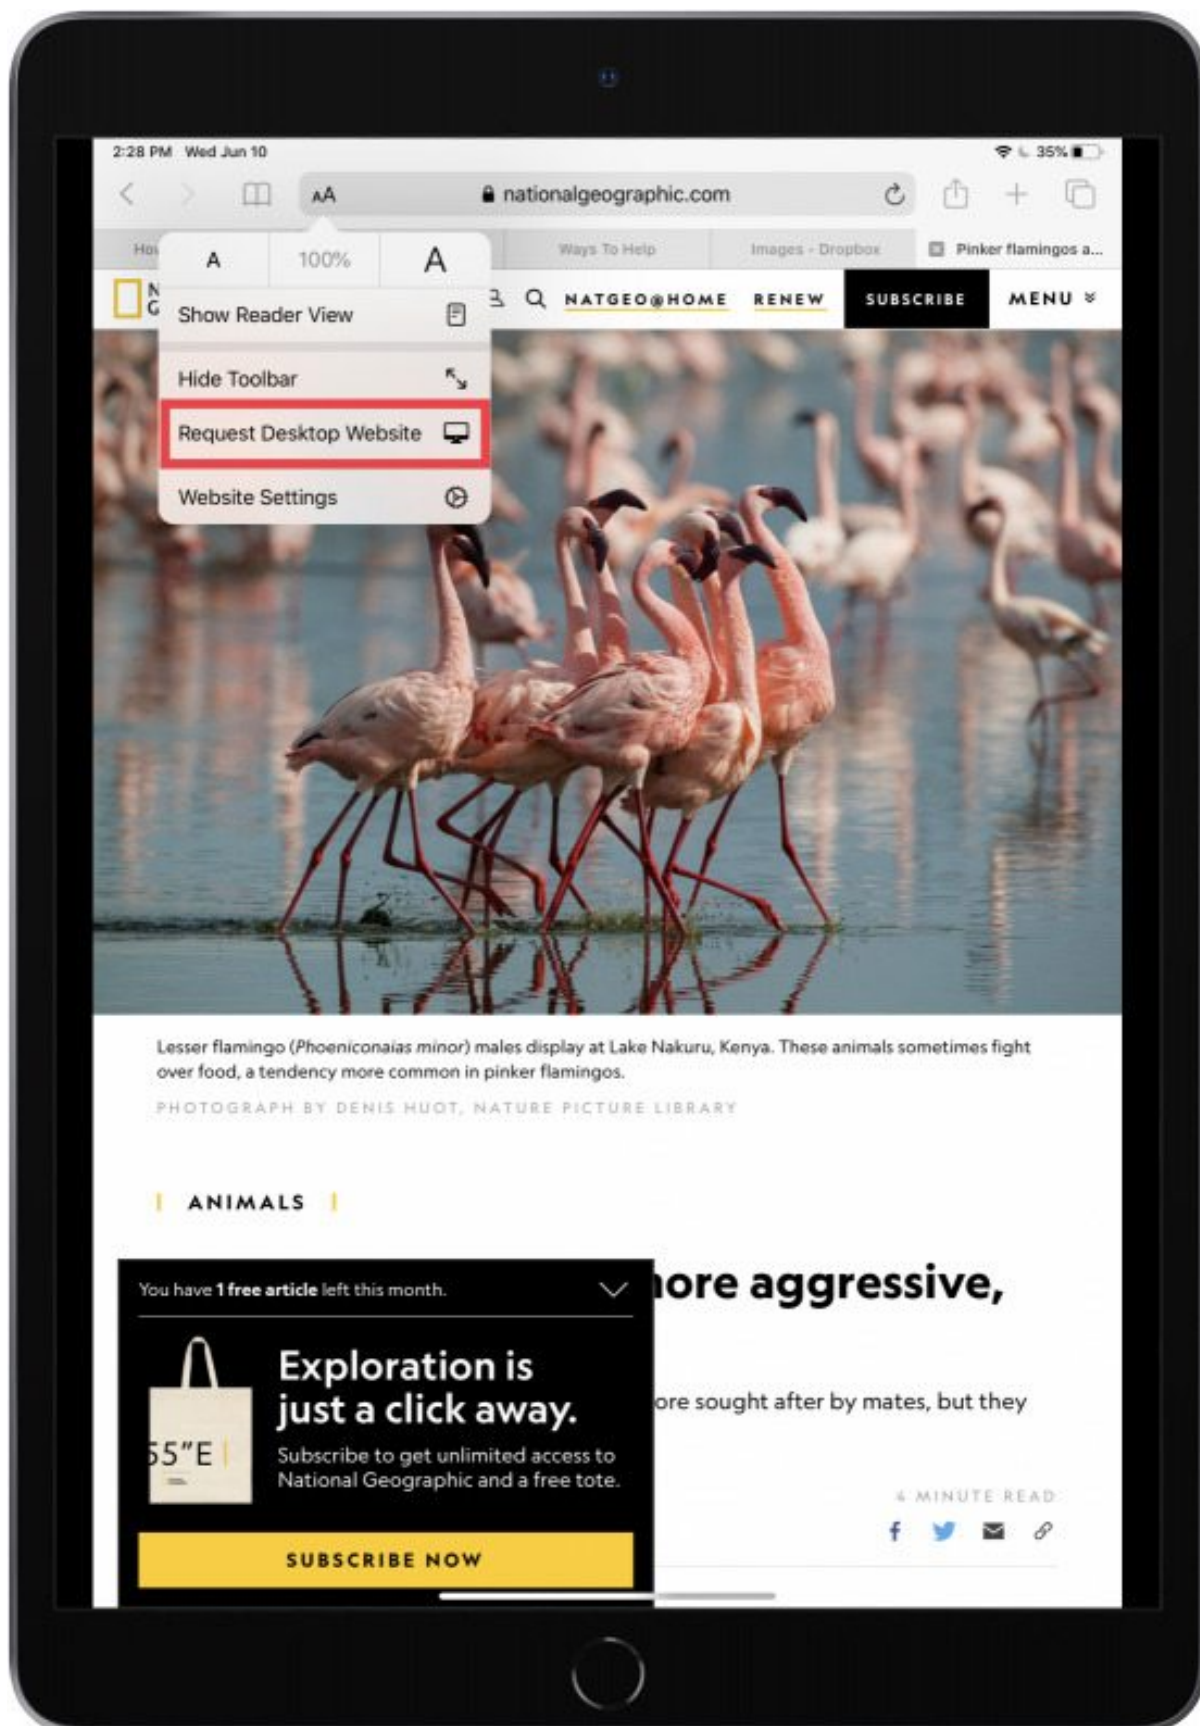 2:28 PM Wed Jun 10
35%
AA
nationalgeographic.com
Ways To Help
Images - Dropbox
Pinker flamingos a...
A 100% A
NATGEO@HOME
RENEW
SUBSCRIBE
MENU
Show Reader View
Hide Toolbar
Request Desktop Website
Website Settings
Lesser flamingo (Phoeniconaias minor) males display at Lake Nakuru, Kenya. These animals sometimes fight
over food, a tendency more common in pinker flamingos.
PHOTOGRAPH BY DENIS HUOT, NATURE PICTURE LIBRARY
ANIMALS
aggressive,
You have 1 free article left this month.
Exploration is
just a click away.
55"E
Subscribe to get unlimited access to
National Geographic and a free tote.
SUBSCRIBE NOW
sought after by mates, but they
4 MINUTE READ